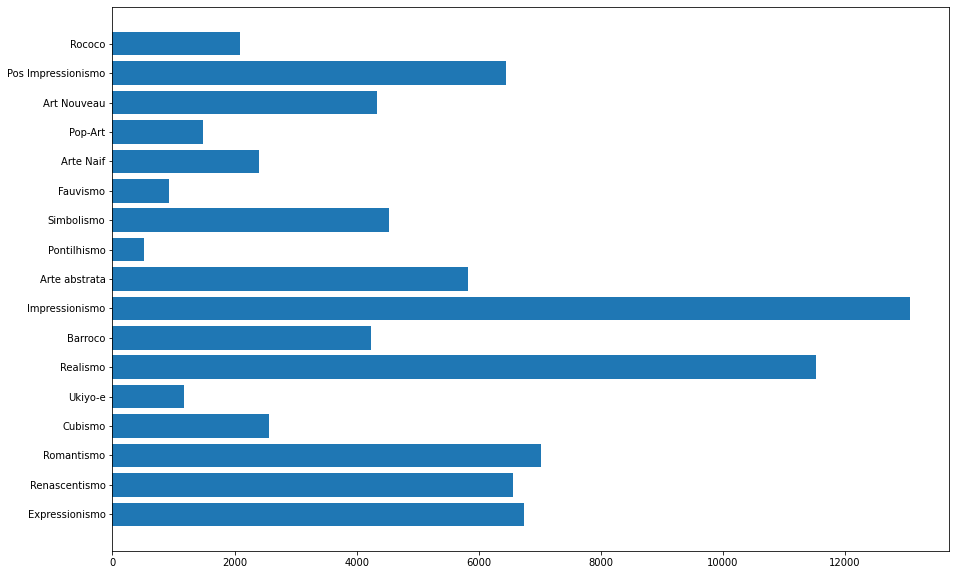 Rococo
Pos Impressionismo
Art Nouveau
Pop-Art
Arte Naif
Fauvismo
Simbolismo
Pontilhismo
Arte abstrata
Impressionismo
Barroco
Realismo
Ukiyo-e
Cubismo
Romantismo
Renascentismo
Expressionismo
0 2000 4000 6000 8000 10000 12000